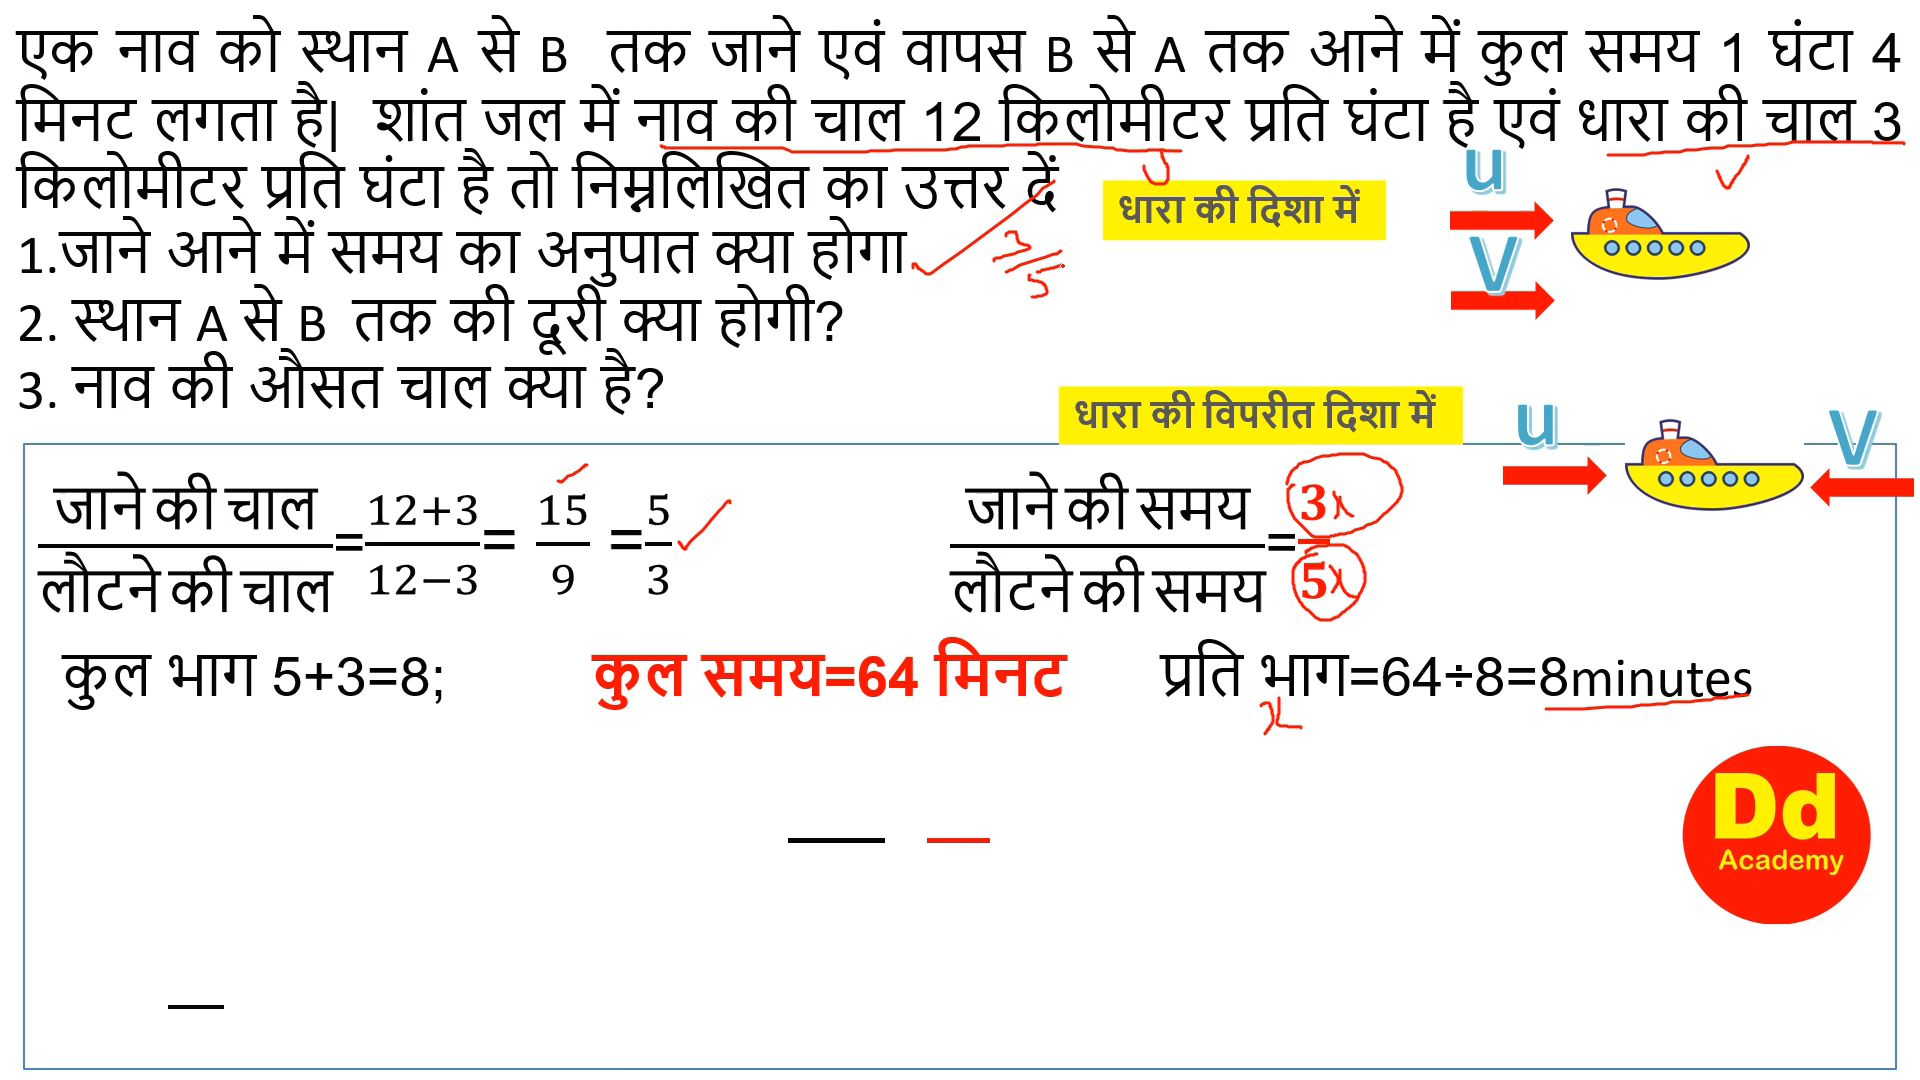 एक नाव को स्थान A से B तक जाने एवं वापस B से A तक आने में कुल समय 1 घंटा 4
मिनट लगता है| शांत जल में नाव की चाल 12 किलोमीटर प्रति घंटा है एवं धारा की चाल 3
किलोमीटर प्रति घंटा है तो निम्नलिखित का उत्तर दें
1.जाने आने में समय का अनुपात क्या होगा
3/5
2. स्थान A से B तक की दूरी क्या होगी?
3. नाव की औसत चाल क्या है?
धारा की दिशा में
u
V
धारा की विपरीत दिशा में
u V
जाने की चाल/लौटने की चाल = 12+3/12−3 = 15/9 = 5/3
जाने की समय/लौटने की समय = 3x/5x
कुल भाग 5+3=8; कुल समय=64 मिनट प्रति भाग=64÷8=8minutes
x
Dd
Academy